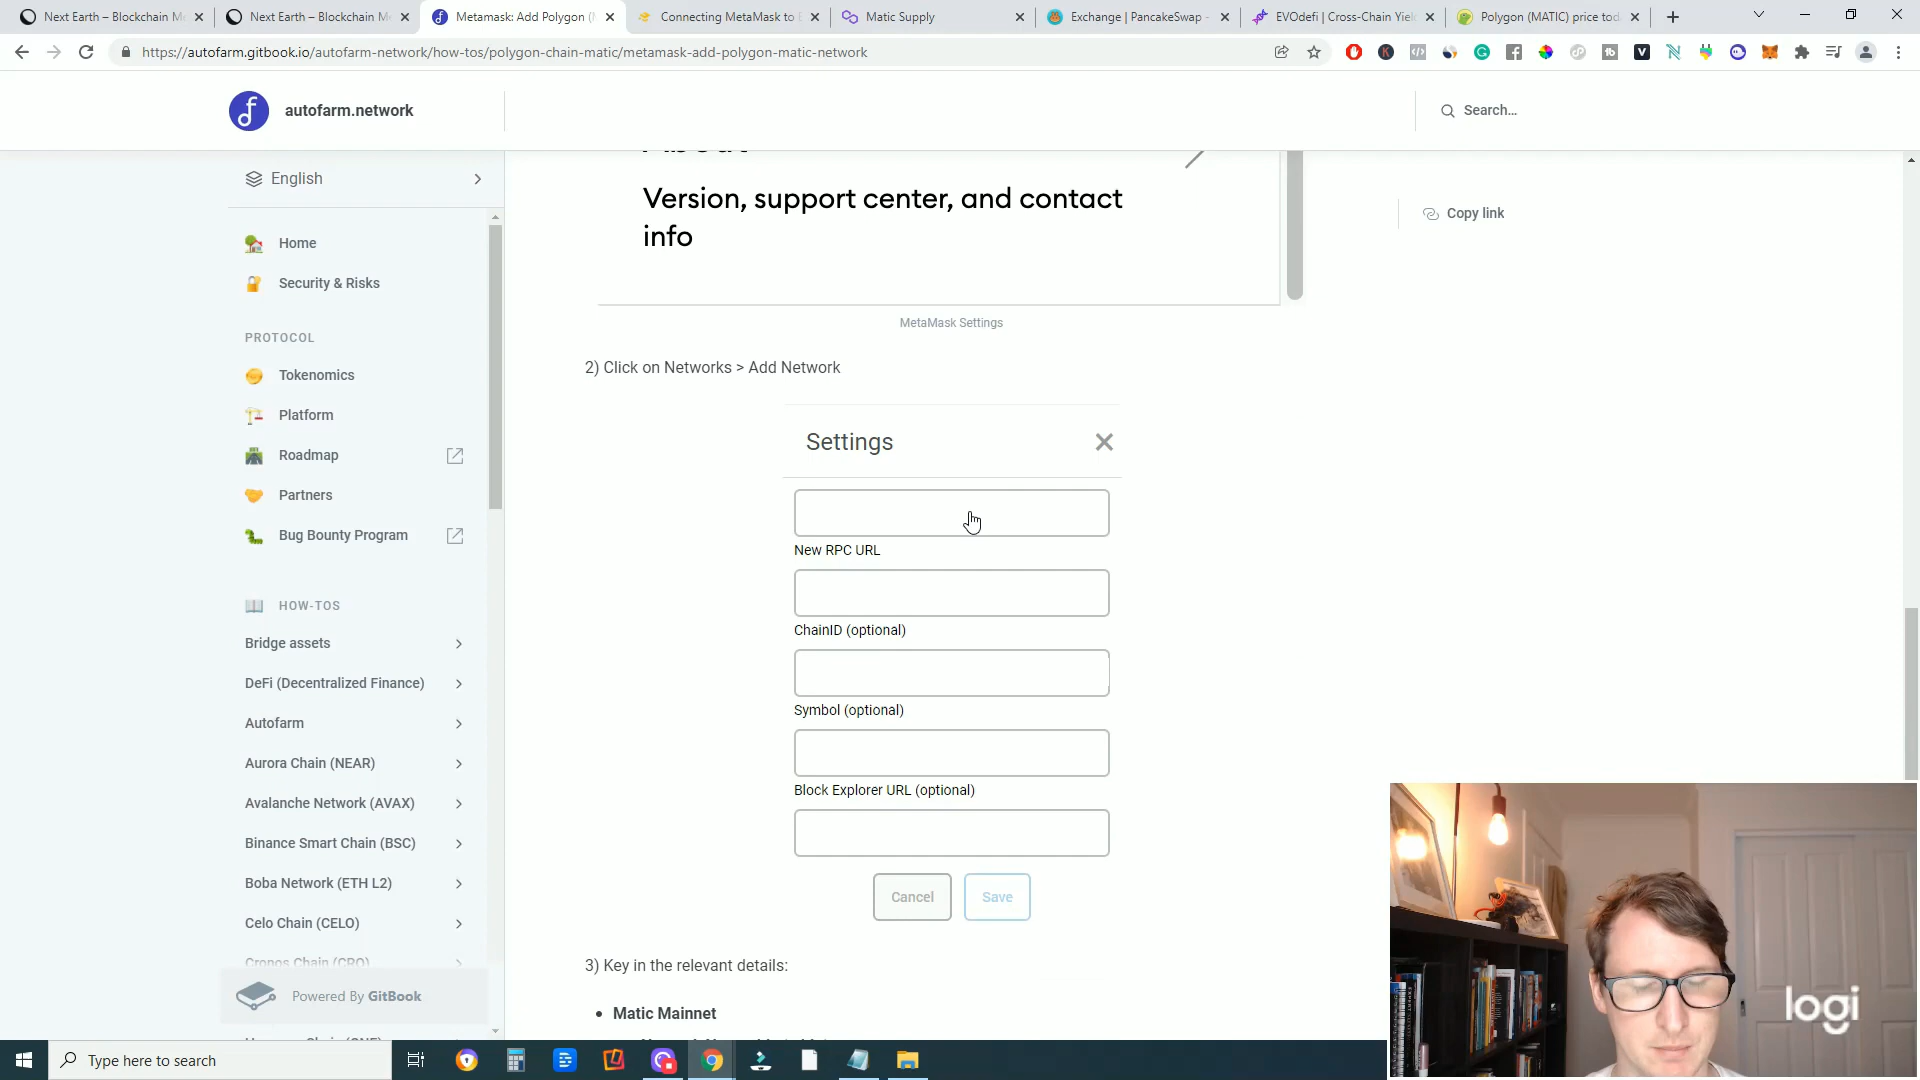 Next Earth – Blockchain M
Next Earth – Blockchain M
Metamask: Add Polygon (
Connecting MetaMask to
Matic Supply
Exchange | PancakeSwap -
EVOdefi | Cross-Chain Yiel
Polygon (MATIC) price tod
https://autofarm.gitbook.io/autofarm-network/how-tos/polygon-chain-matic/metamask-add-polygon-matic-network
autofarm.network
Search...
English
Home
Security & Risks
PROTOCOL
Tokenomics
Platform
Roadmap
Partners
Bug Bounty Program
HOW-TOS
Bridge assets
DeFi (Decentralized Finance)
Autofarm
Aurora Chain (NEAR)
Avalanche Network (AVAX)
Binance Smart Chain (BSC)
Boba Network (ETH L2)
Celo Chain (CELO)
Cronos Chain (CRO)
Powered By GitBook
About
Version, support center, and contact
info
MetaMask Settings
2) Click on Networks > Add Network
Settings
New RPC URL
ChainID (optional)
Symbol (optional)
Block Explorer URL (optional)
Cancel
Save
3) Key in the relevant details:
• Matic Mainnet
Copy link
Type here to search
logi